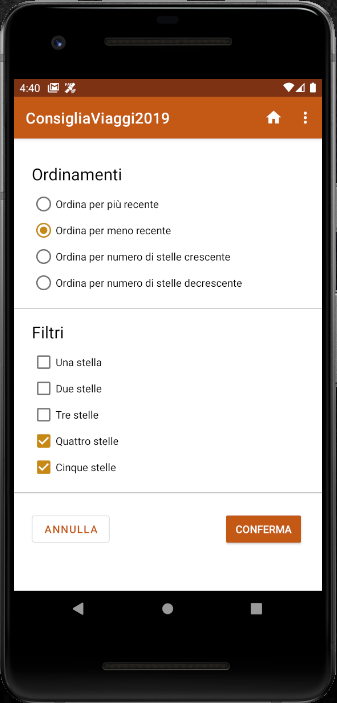 4:40
ConsigliaViaggi2019
Ordinamenti
Ordina per più recente
Ordina per meno recente
Ordina per numero di stelle crescente
Ordina per numero di stelle decrescente
Filtri
Una stella
Due stelle
Tre stelle
Quattro stelle
Cinque stelle
ANNULLA CONFERMA